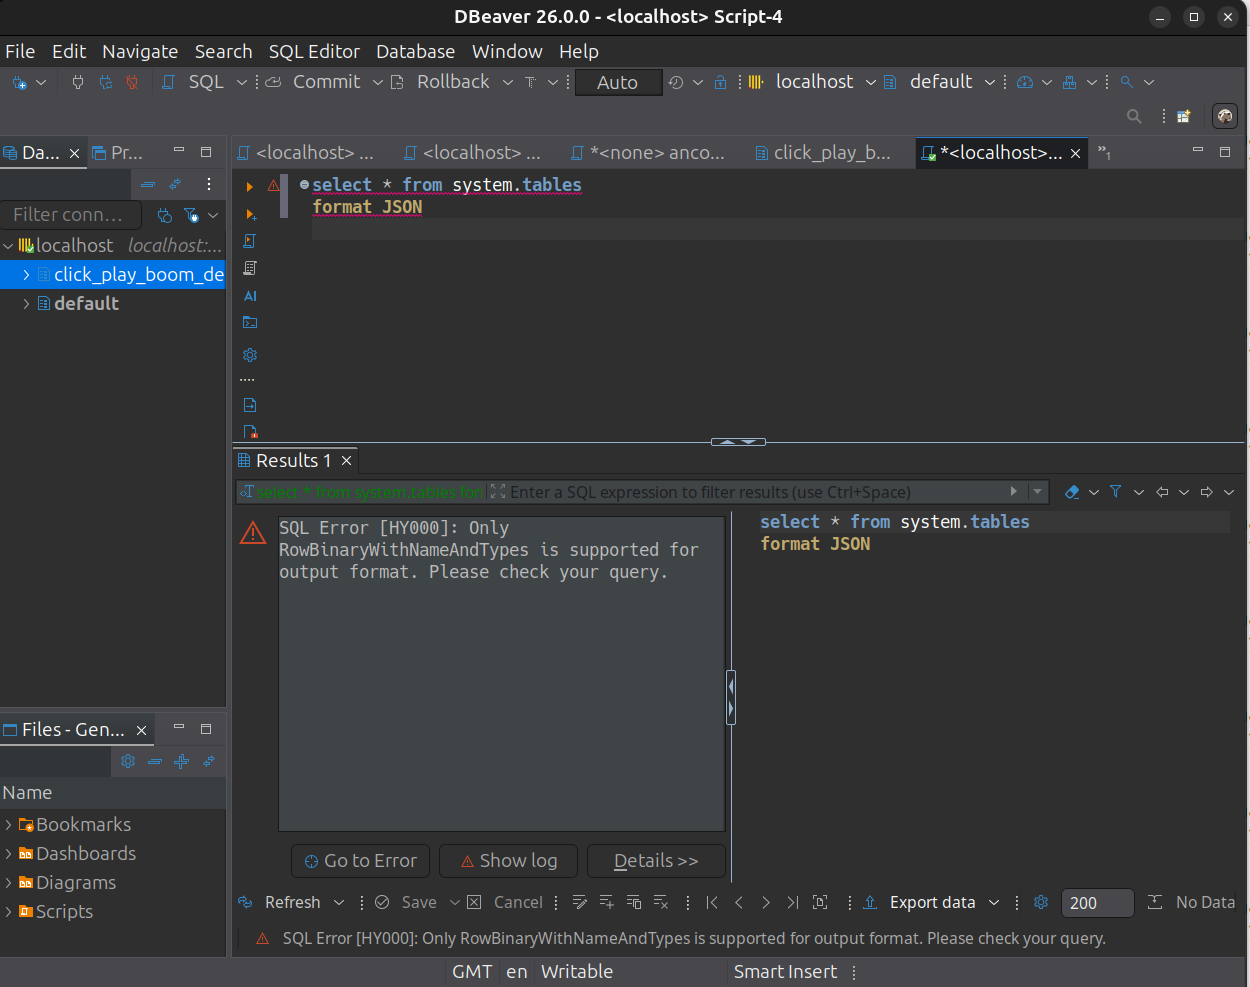 DBeaver 26.0.0 - <localhost> Script-4
File Edit Navigate Search SQL Editor Database Window Help
SQL Commit Rollback T Auto localhost default
Da... Pr...
<localhost> ... <localhost> ... *<none> anco... click_play_b... *<localhost>... »1
Filter conn...
localhost localhost:...
click_play_boom_de
default
select * from system.tables
format JSON
AI
Results 1
select * from system.tables for Enter a SQL expression to filter results (use Ctrl+Space)
SQL Error [HY000]: Only
RowBinaryWithNameAndTypes is supported for
output format. Please check your query.
select * from system.tables
format JSON
Go to Error Show log Details >>
Files - Gen...
Name
Bookmarks
Dashboards
Diagrams
Scripts
Refresh Save Cancel Export data 200 No Data
SQL Error [HY000]: Only RowBinaryWithNameAndTypes is supported for output format. Please check your query.
GMT en Writable Smart Insert